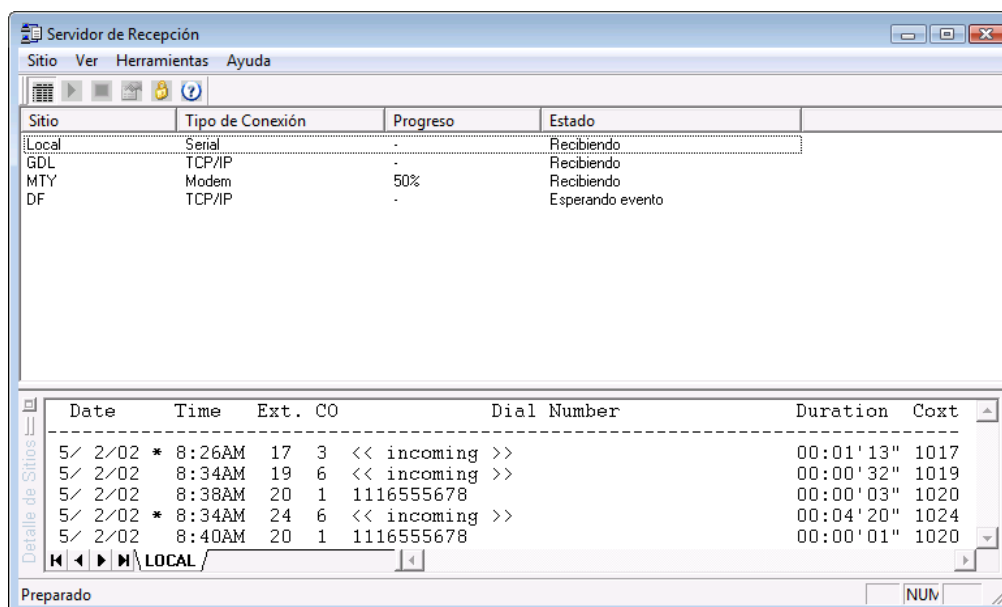 Servidor de Recepción
Sitio Ver Herramientas Ayuda
Sitio Tipo de Conexión Progreso Estado
Local Serial - Recibiendo
GDL TCP/IP - Recibiendo
MTY Modem 50% Recibiendo
DF TCP/IP - Esperando evento
Detalle de Sitios
Date Time Ext. CO Dial Number Duration Coxt
5/ 2/02 * 8:26AM 17 3 << incoming >> 00:01'13" 1017
5/ 2/02 8:34AM 19 6 << incoming >> 00:00'32" 1019
5/ 2/02 8:38AM 20 1 1116555678 00:00'03" 1020
5/ 2/02 * 8:34AM 24 6 << incoming >> 00:04'20" 1024
5/ 2/02 8:40AM 20 1 1116555678 00:00'01" 1020
LOCAL
Preparado NUM